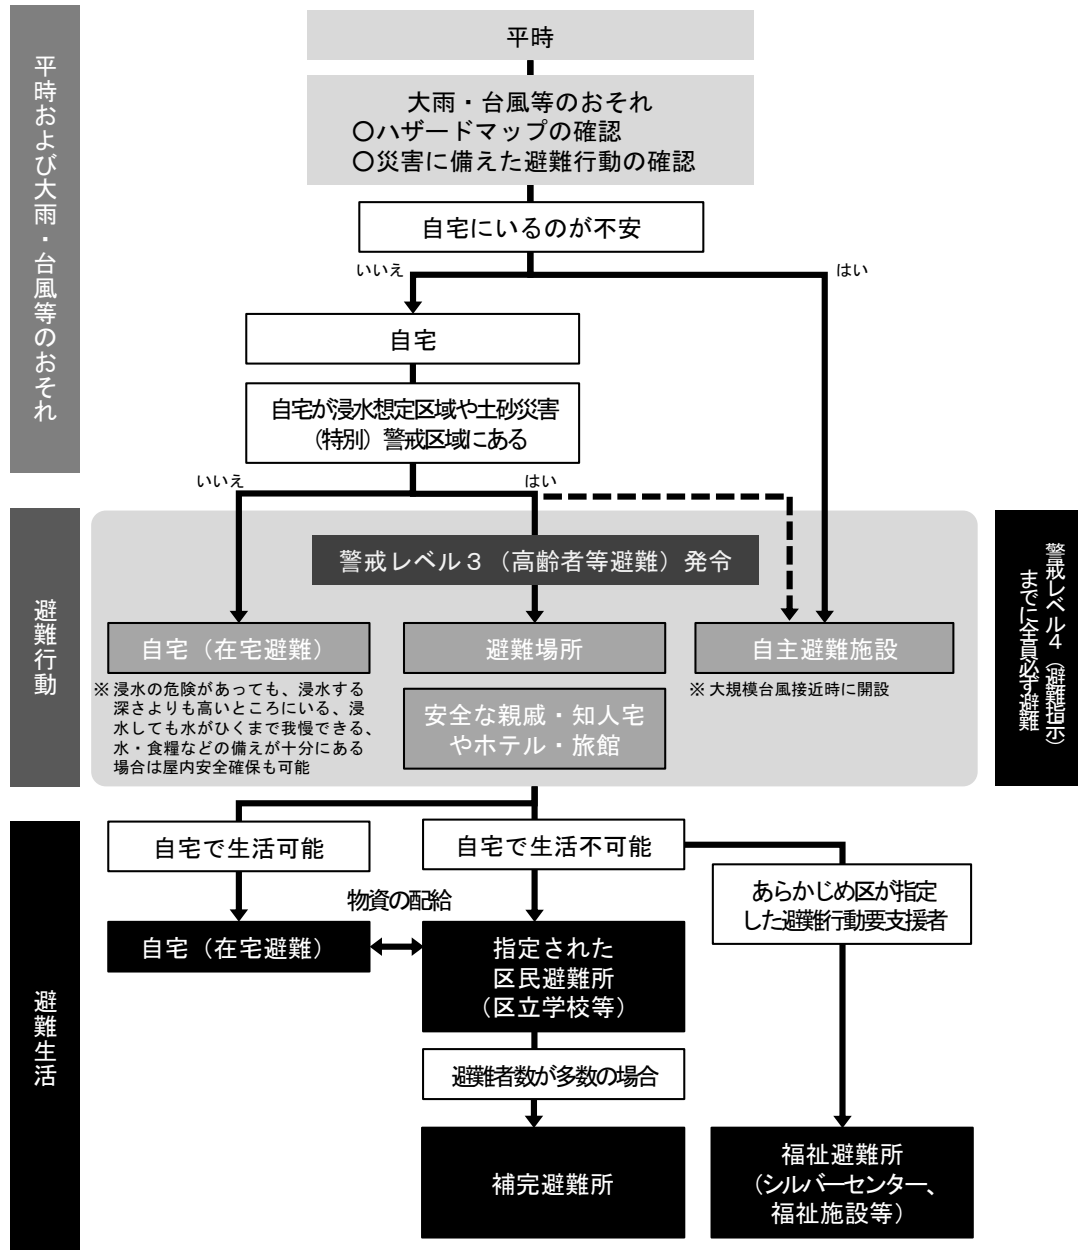 平時および大雨・台風等のおそれ
平時
大雨・台風等のおそれ
〇ハザードマップの確認
〇災害に備えた避難行動の確認
自宅にいるのが不安
いいえ
はい
自宅
自宅が浸水想定区域や土砂災害
（特別）警戒区域にある
いいえ
はい
避難行動
警戒レベル３（高齢者等避難）発令
警戒レベル４（避難指示）
までに全員必ず避難
自宅（在宅避難）
避難場所
自主避難施設
※浸水の危険があっても、浸水する
深さよりも高いところにいる、浸
水しても水がひくまで我慢できる、
水・食糧などの備えが十分にある
場合は屋内安全確保も可能
安全な親戚・知人宅
やホテル・旅館
※大規模台風接近時に開設
避難生活
自宅で生活可能
自宅で生活不可能
あらかじめ区が指定
した避難行動要支援者
物資の配給
自宅（在宅避難）
指定された
区民避難所
（区立学校等）
避難者数が多数の場合
補完避難所
福祉避難所
（シルバーセンター、
福祉施設等）